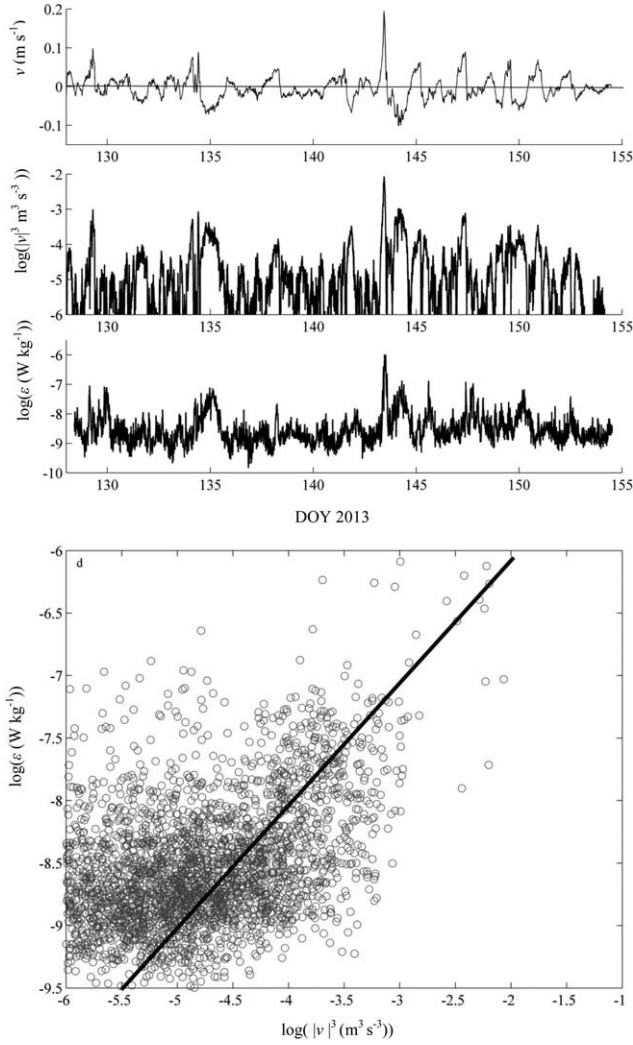 0.2
0.1
0
-0.1
v (m s⁻¹)
130 135 140 145 150 155
-2
-3
-4
-5
-6
log(|v|³ m³ s⁻³)
130 135 140 145 150 155
-6
-7
-8
-9
-10
log(ε (W kg⁻¹))
130 135 140 145 150 155
DOY 2013
d
-6
-6.5
-7
-7.5
-8
-8.5
-9
-9.5
log(ε (W kg⁻¹))
-6 -5.5 -5 -4.5 -4 -3.5 -3 -2.5 -2 -1.5 -1
log( |v|³ (m³ s⁻³))